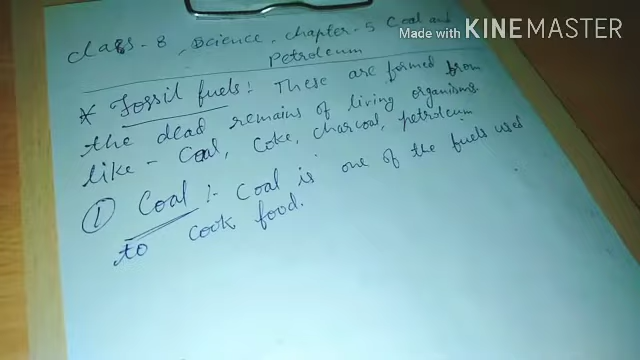 Class - 8, Science, chapter - 5 Coal and
Petroleum
Made with KINEMASTER
* Fossil fuels : These are formed from
the dead remains of living organisms
like - Coal, Coke, charcoal, petroleum
① Coal :- Coal is one of the fuels used
to cook food.